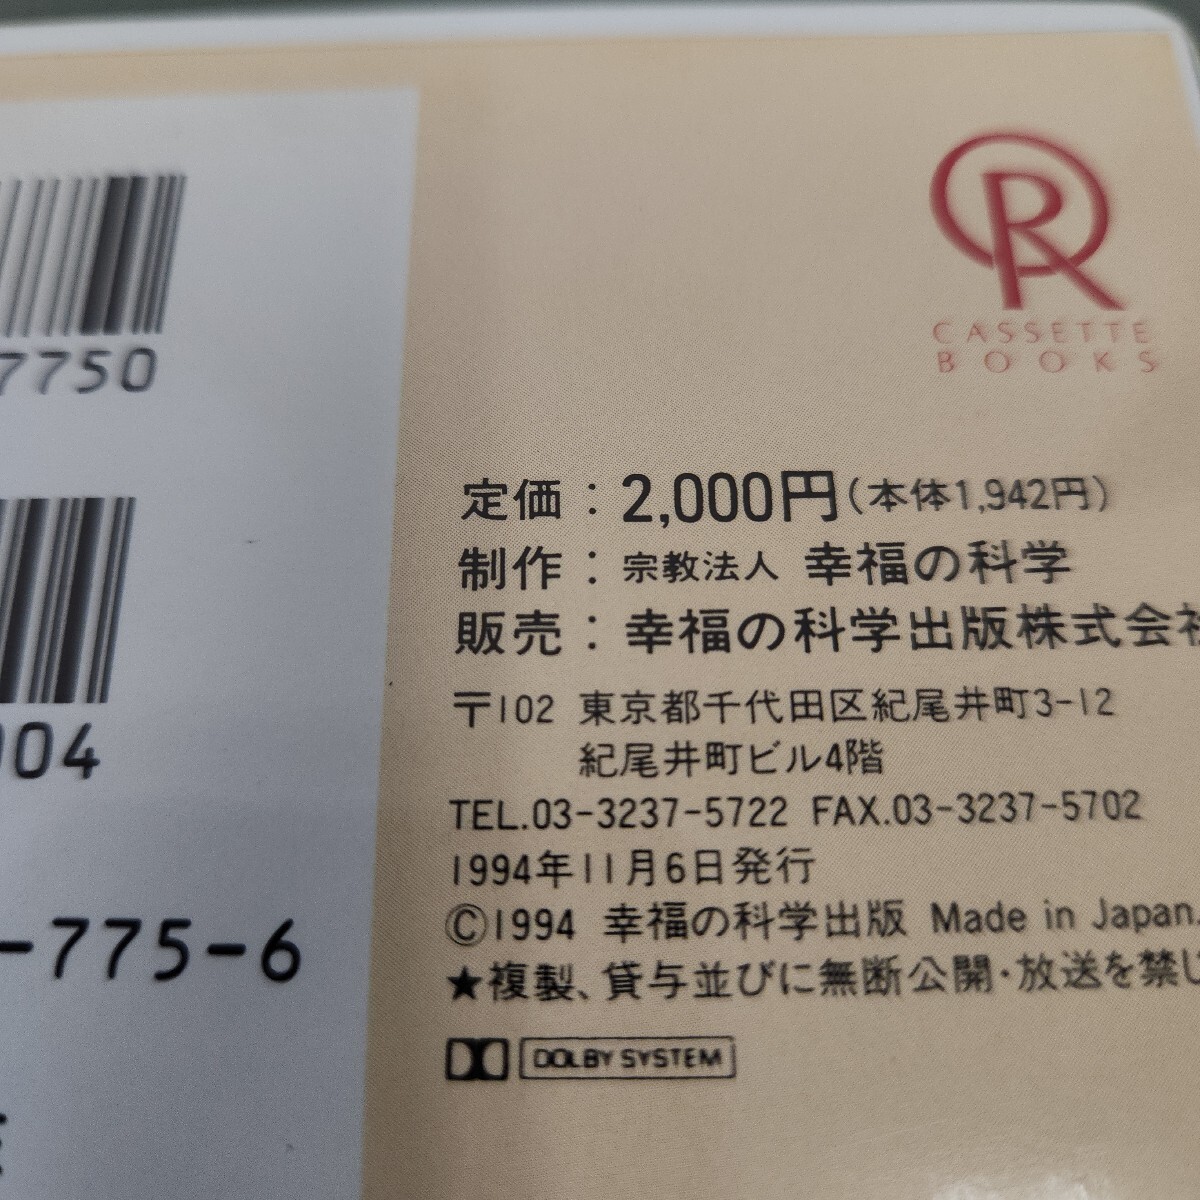 R
CASSETTE
BOOKS
7750
定価：2,000円（本体1,942円）
制作：宗教法人 幸福の科学
販売：幸福の科学出版株式会社
〒102 東京都千代田区紀尾井町3-12
紀尾井町ビル4階
004
TEL.03-3237-5722 FAX.03-3237-5702
1994年11月6日発行
©1994 幸福の科学出版 Made in Japan.
-775-6
★複製、貸与並びに無断公開・放送を禁じ
DOLBY SYSTEM